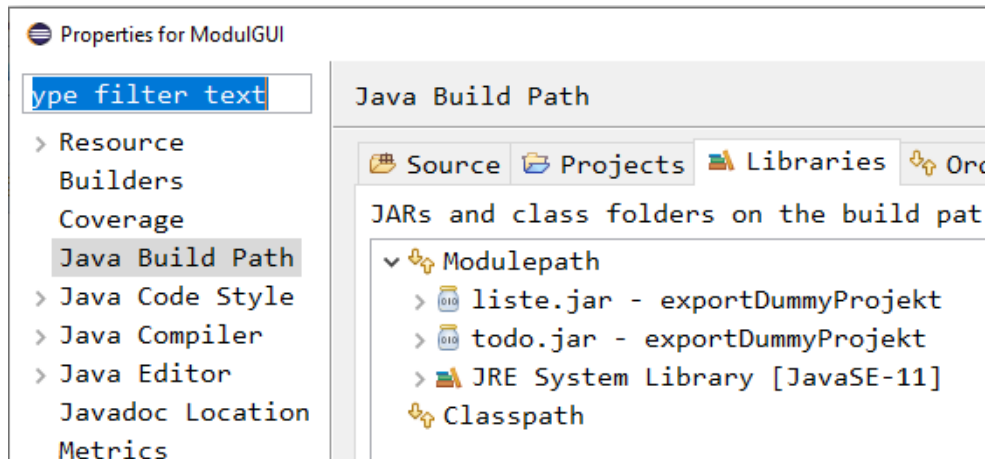 Properties for ModulGUI
ype filter text
Resource
Builders
Coverage
Java Build Path
Java Code Style
Java Compiler
Java Editor
Javadoc Location
Metrics
Java Build Path
Source Projects Libraries Ord
JARs and class folders on the build pat
Modulepath
liste.jar - exportDummyProjekt
todo.jar - exportDummyProjekt
JRE System Library [JavaSE-11]
Classpath